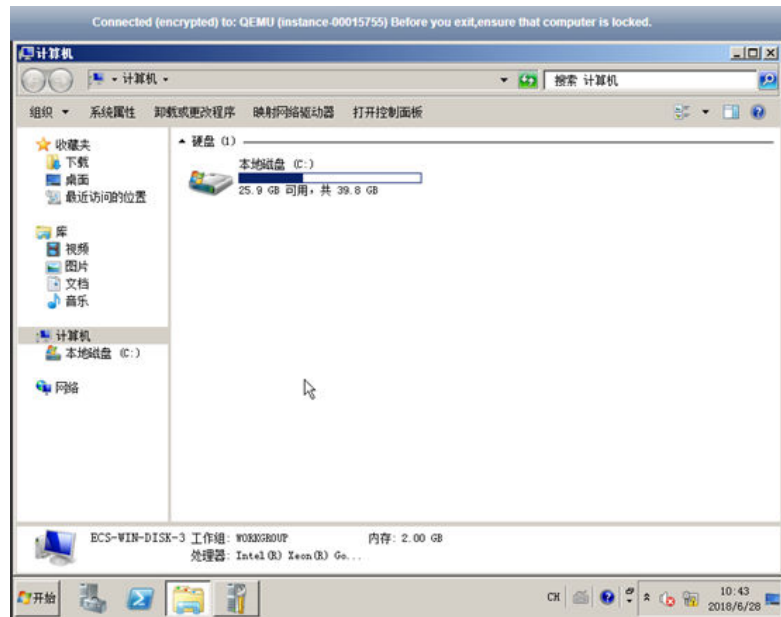 Connected (encrypted) to: QEMU (instance-00015755) Before you exit,ensure that computer is locked.
计算机
计算机
搜索 计算机
组织 系统属性 卸载或更改程序 映射网络驱动器 打开控制面板
收藏夹
下载
桌面
最近访问的位置
库
视频
图片
文档
音乐
计算机
本地磁盘 (C:)
网络
硬盘 (1)
本地磁盘 (C:)
25.9 GB 可用，共 39.8 GB
ECS-WIN-DISK-3 工作组: WORKGROUP 内存: 2.00 GB
处理器: Intel(R) Xeon(R) Go...
开始
CH
10:43
2018/6/28